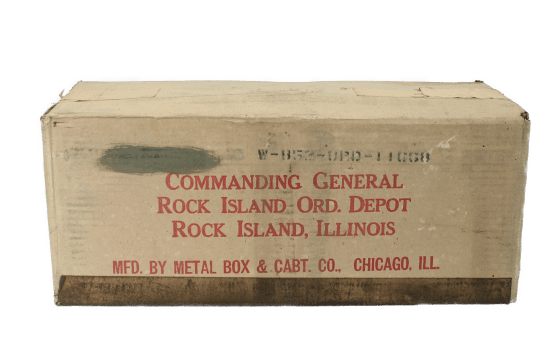 COMMANDING GENERAL
ROCK ISLAND ORD. DEPOT
ROCK ISLAND, ILLINOIS
MFD. BY METAL BOX & CABT. CO., CHICAGO, ILL.